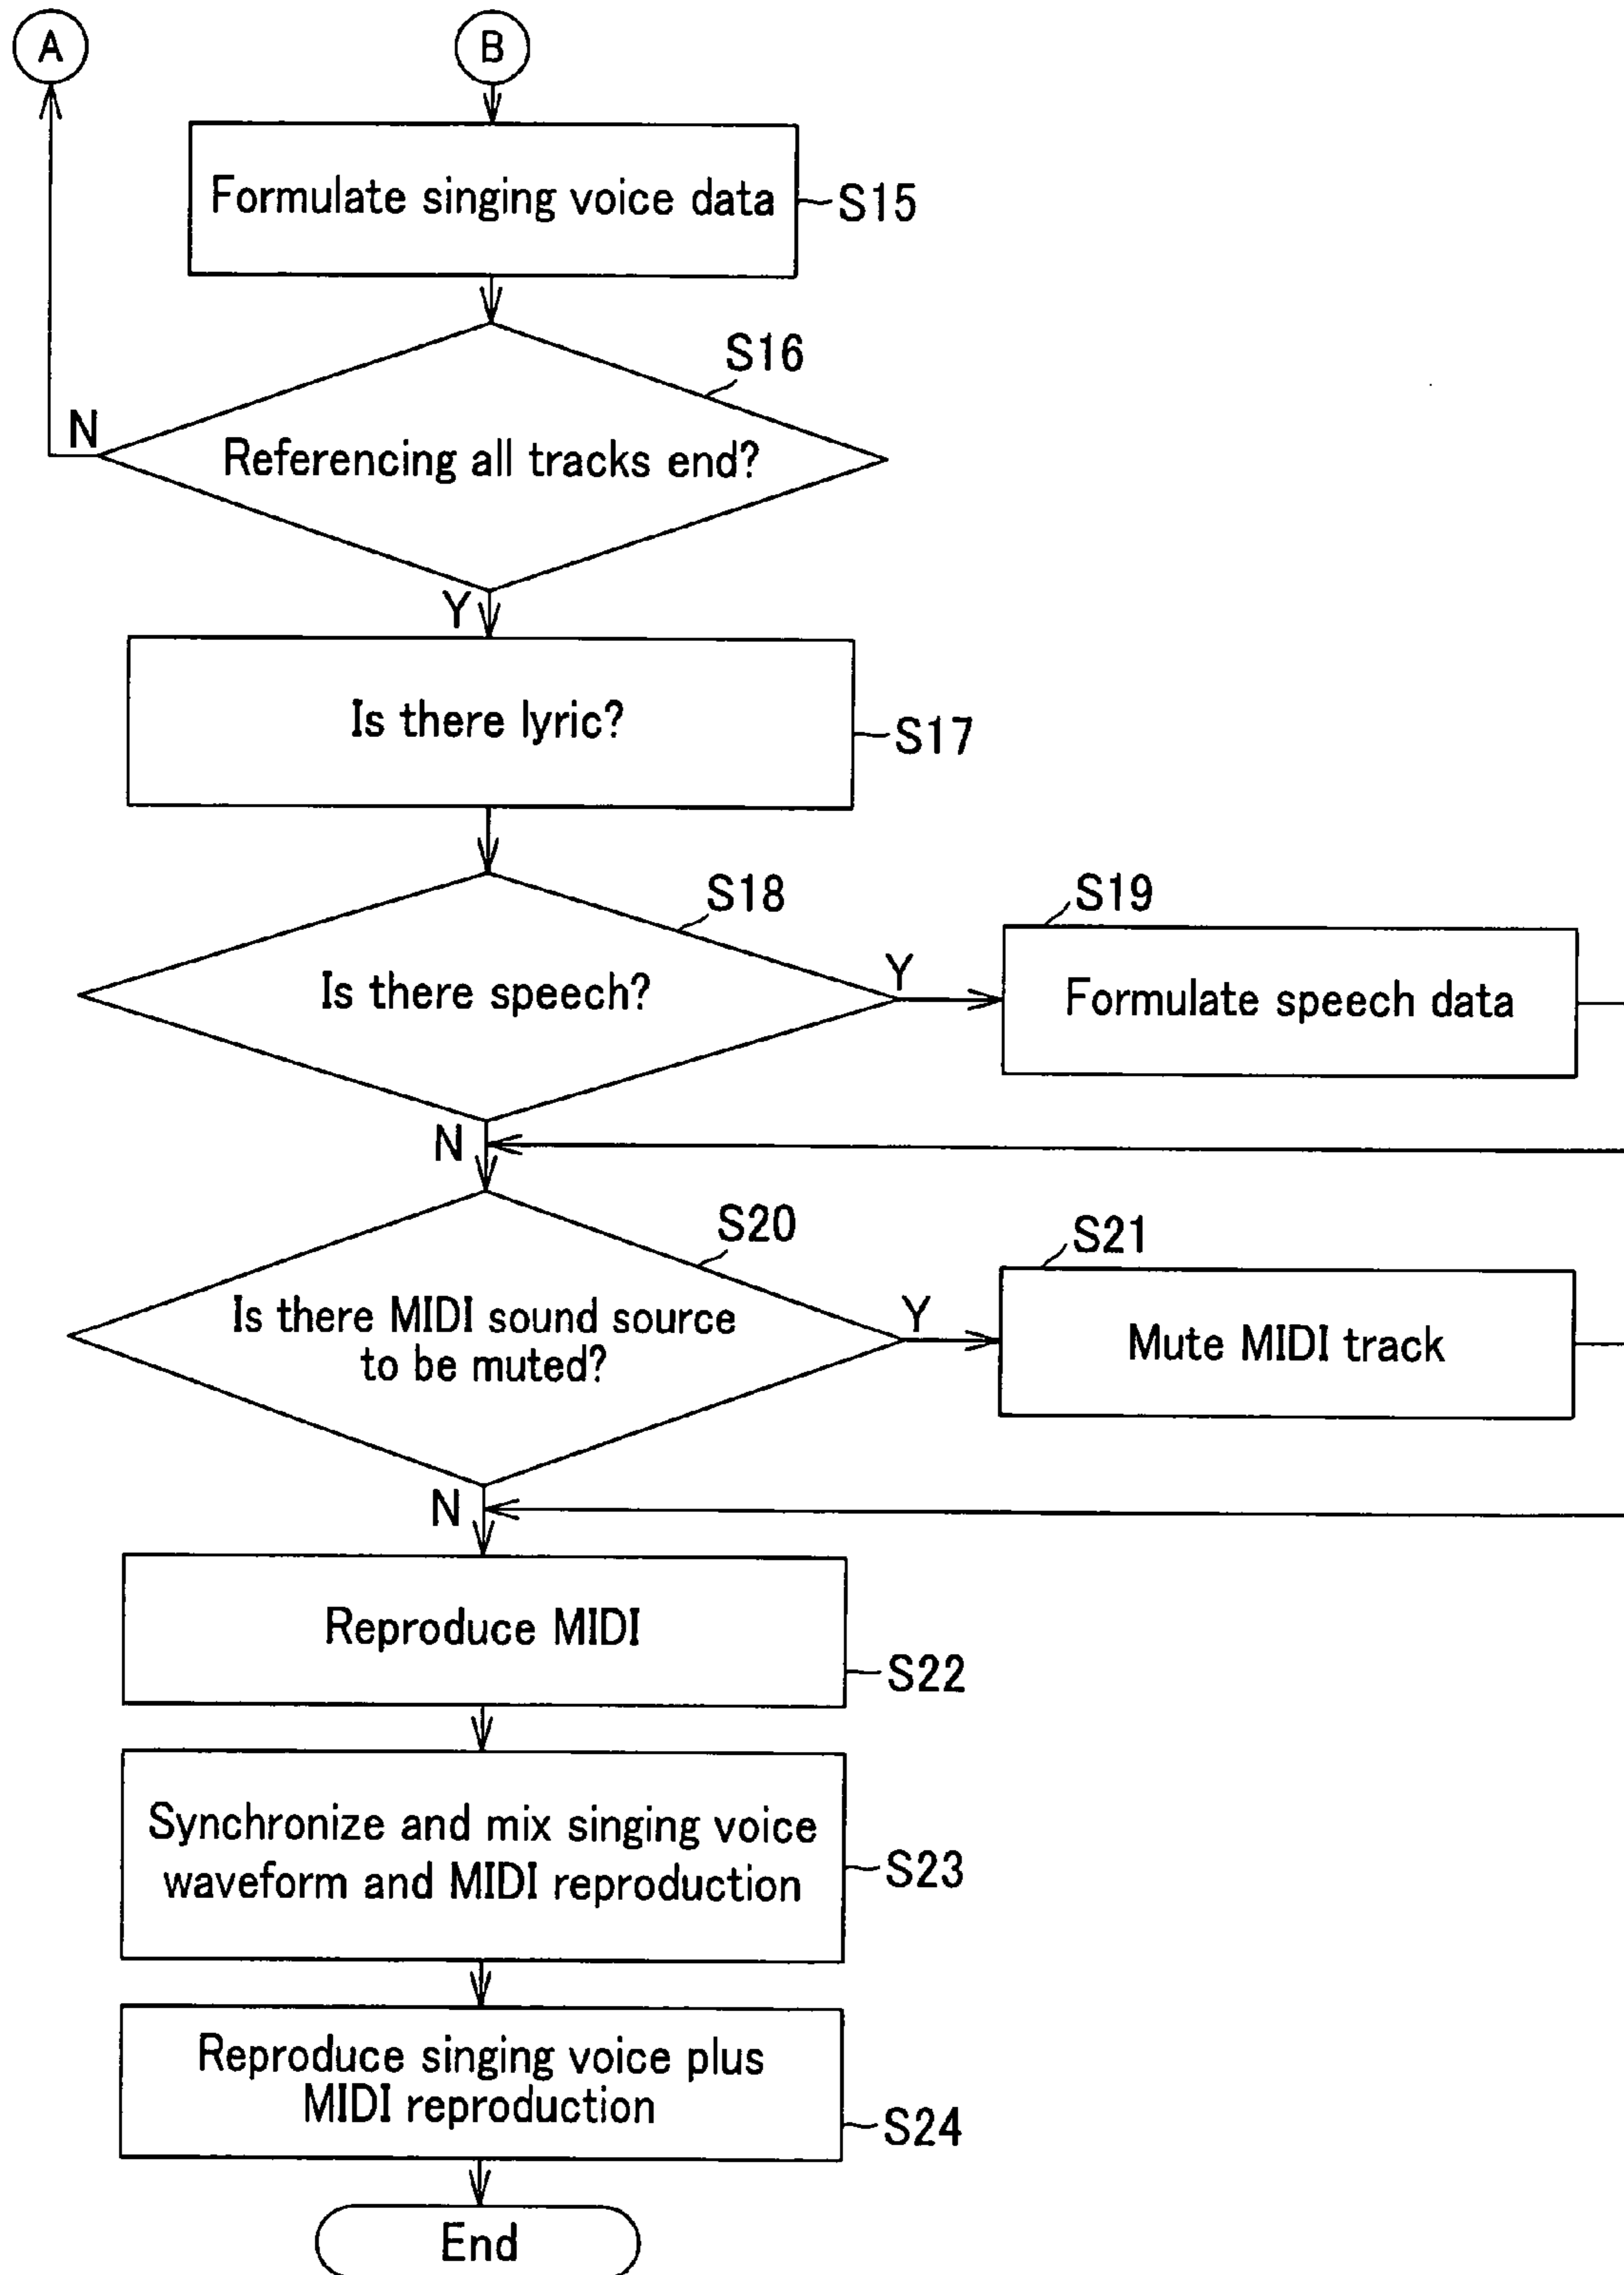 A
B
Formulate singing voice data
S15
S16
N
Referencing all tracks end?
Y
Is there lyric?
S17
S18
S19
Is there speech?
Y
Formulate speech data
N
S20
S21
Is there MIDI sound source
to be muted?
Y
Mute MIDI track
N
Reproduce MIDI
S22
Synchronize and mix singing voice
waveform and MIDI reproduction
S23
Reproduce singing voice plus
MIDI reproduction
S24
End